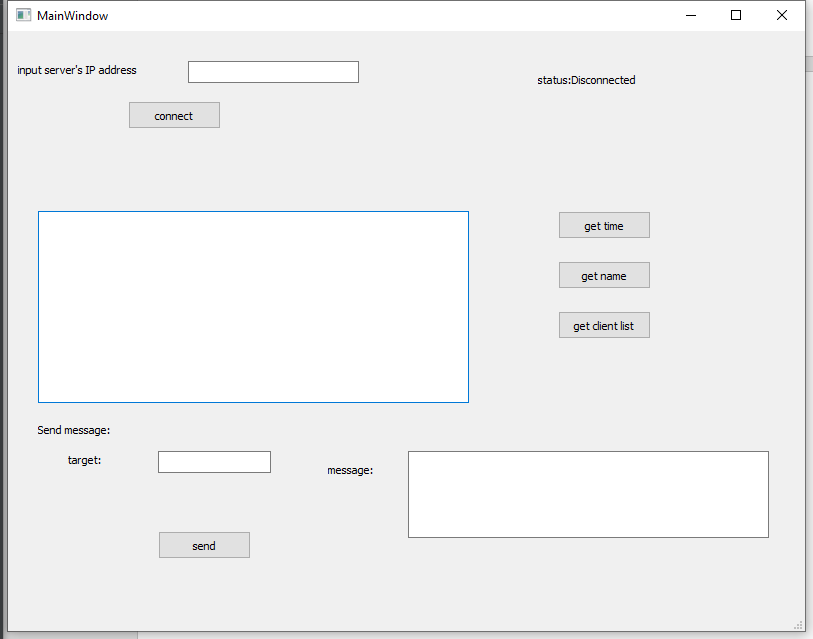 MainWindow
input server's IP address
status:Disconnected
connect
get time
get name
get client list
Send message:
target:
message:
send